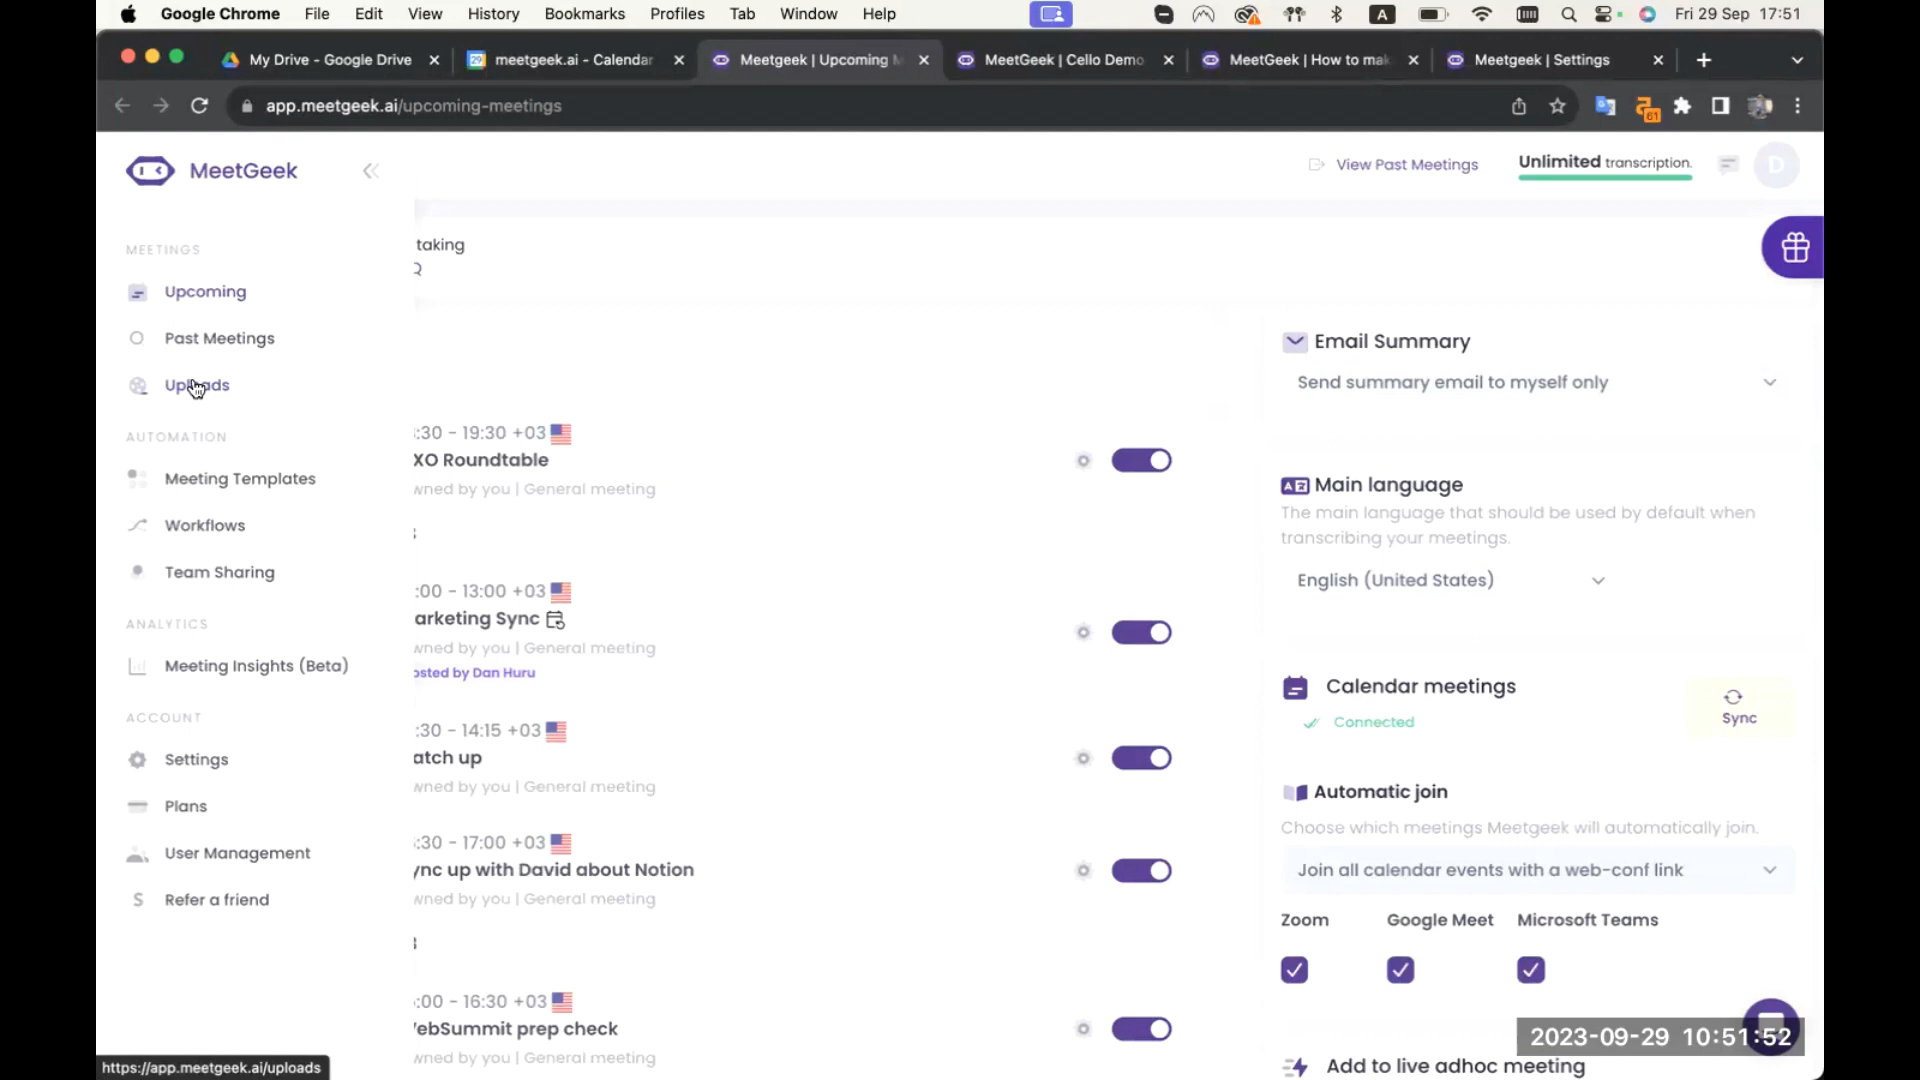 Google Chrome File Edit View History Bookmarks Profiles Tab Window Help A Fri 29 Sep 17:51
My Drive - Google Drive meetgeek.ai - Calendar Meetgeek | Upcoming M MeetGeek | Cello Demo MeetGeek | How to mak Meetgeek | Settings
app.meetgeek.ai/upcoming-meetings 61
MeetGeek View Past Meetings Unlimited transcription. D
MEETINGS
Upcoming
Past Meetings
Uploads
AUTOMATION
Meeting Templates
Workflows
Team Sharing
ANALYTICS
Meeting Insights (Beta)
ACCOUNT
Settings
Plans
User Management
Refer a friend
taking
:30 - 19:30 +03
XO Roundtable
wned by you | General meeting
:00 - 13:00 +03
arketing Sync
wned by you | General meeting
osted by Dan Huru
:30 - 14:15 +03
atch up
wned by you | General meeting
:30 - 17:00 +03
ync up with David about Notion
wned by you | General meeting
:00 - 16:30 +03
ebSummit prep check
wned by you | General meeting
Email Summary
Send summary email to myself only
Main language
The main language that should be used by default when
transcribing your meetings.
English (United States)
Calendar meetings
Connected
Sync
Automatic join
Choose which meetings Meetgeek will automatically join.
Join all calendar events with a web-conf link
Zoom Google Meet Microsoft Teams
Add to live adhoc meeting
2023-09-29 10:51:52
https://app.meetgeek.ai/uploads